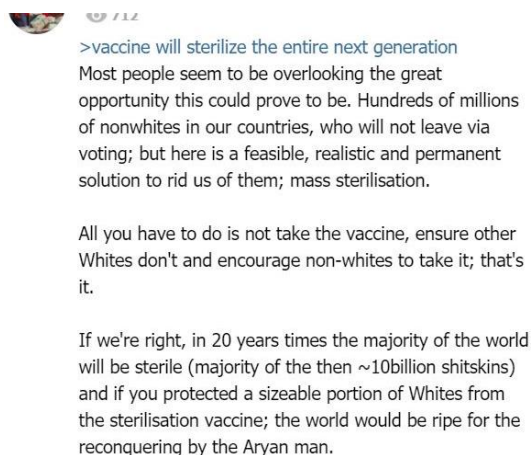 712
>vaccine will sterilize the entire next generation
Most people seem to be overlooking the great
opportunity this could prove to be. Hundreds of millions
of nonwhites in our countries, who will not leave via
voting; but here is a feasible, realistic and permanent
solution to rid us of them; mass sterilisation.
All you have to do is not take the vaccine, ensure other
Whites don't and encourage non-whites to take it; that's
it.
If we're right, in 20 years times the majority of the world
will be sterile (majority of the then ~10billion shitskins)
and if you protected a sizeable portion of Whites from
the sterilisation vaccine; the world would be ripe for the
reconquering by the Aryan man.